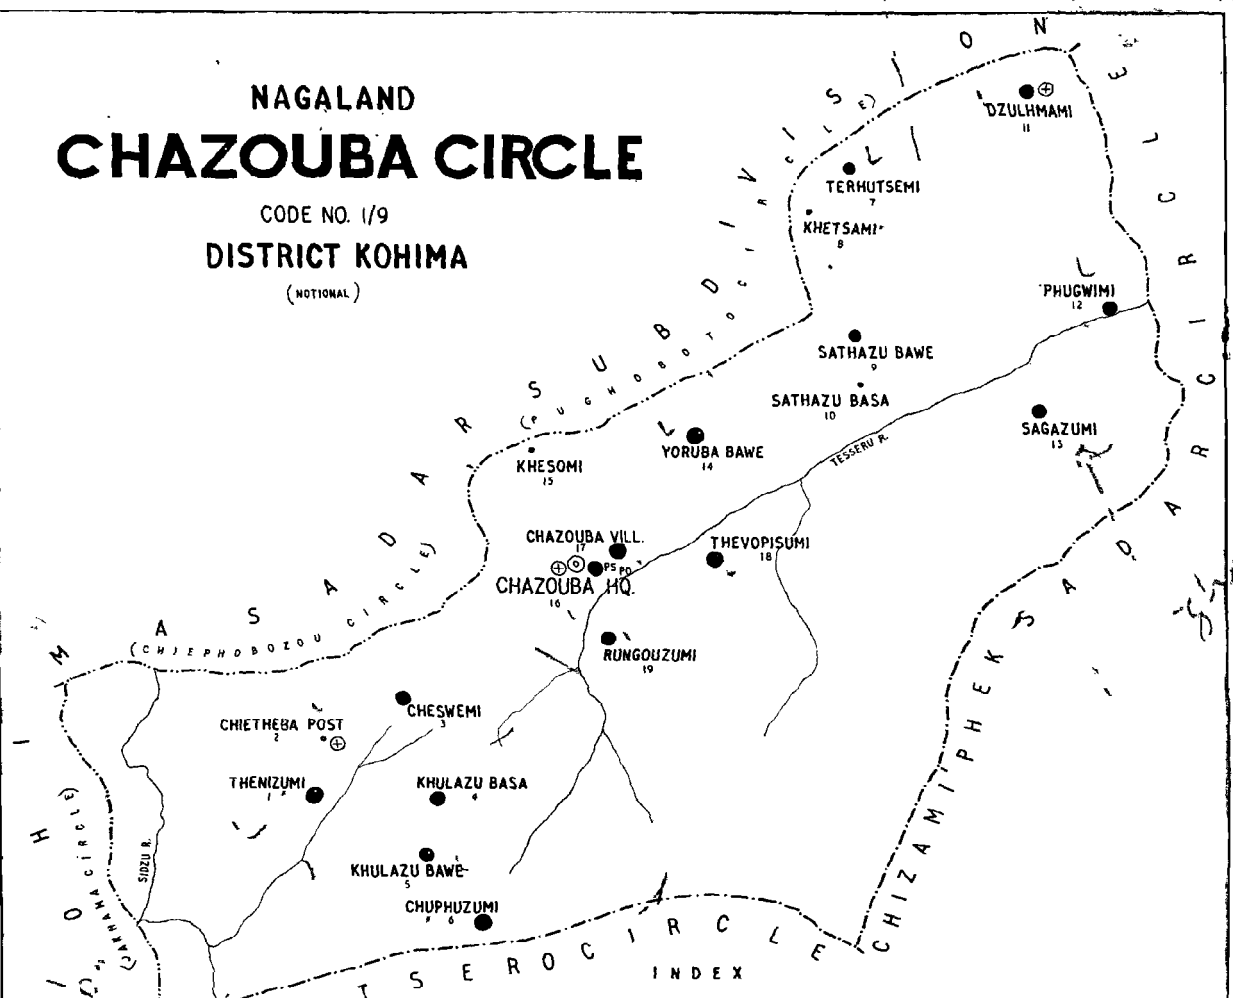 NAGALAND
CHAZOUBA CIRCLE
CODE NO. 1/9
DISTRICT KOHIMA
(NOTIONAL)
KOHIMA SADAR SUBDIVISION
(PUGHOBOTO CIRCLE)
(CHIEPHOBOZOU CIRCLE)
(JAKHAMA CIRCLE)
DZULHMAMI
11
TERHUTSEMI
7
KHETSAMI
8
PHUGWIMI
12
SATHAZU BAWE
9
SATHAZU BASA
10
SAGAZUMI
13
YORUBA BAWE
14
TESSERU R.
KHESOMI
15
CHAZOUBA VILL.
17
PS PO
CHAZOUBA HQ.
16
THEVOPISUMI
18
RUNGOUZUMI
19
CHESWEMI
3
CHIETHEBA POST
2
THENIZUMI
1
KHULAZU BASA
4
SIDZU R.
KHULAZU BAWE
5
CHUPHUZUMI
6
TSERO CIRCLE
CHIZAMI
PHEK SADAR CIRCLE
INDEX